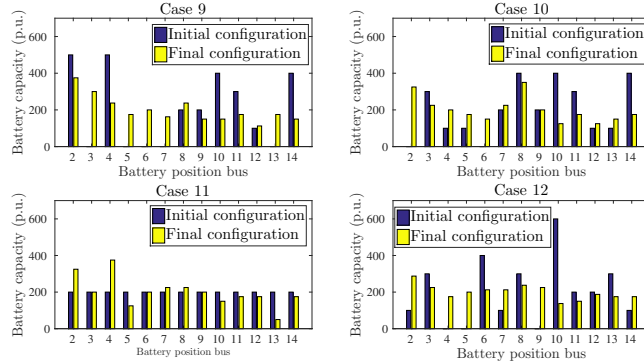 Case 9
Battery capacity (p.u.)
600
400
200
0
Initial configuration
Final configuration
2 3 4 5 6 7 8 9 10 11 12 13 14
Battery position bus
Case 10
Battery capacity (p.u.)
600
400
200
0
Initial configuration
Final configuration
2 3 4 5 6 7 8 9 10 11 12 13 14
Battery position bus
Case 11
Battery capacity (p.u.)
600
400
200
0
Initial configuration
Final configuration
2 3 4 5 6 7 8 9 10 11 12 13 14
Battery position bus
Case 12
Battery capacity (p.u.)
600
400
200
0
Initial configuration
Final configuration
2 3 4 5 6 7 8 9 10 11 12 13 14
Battery position bus